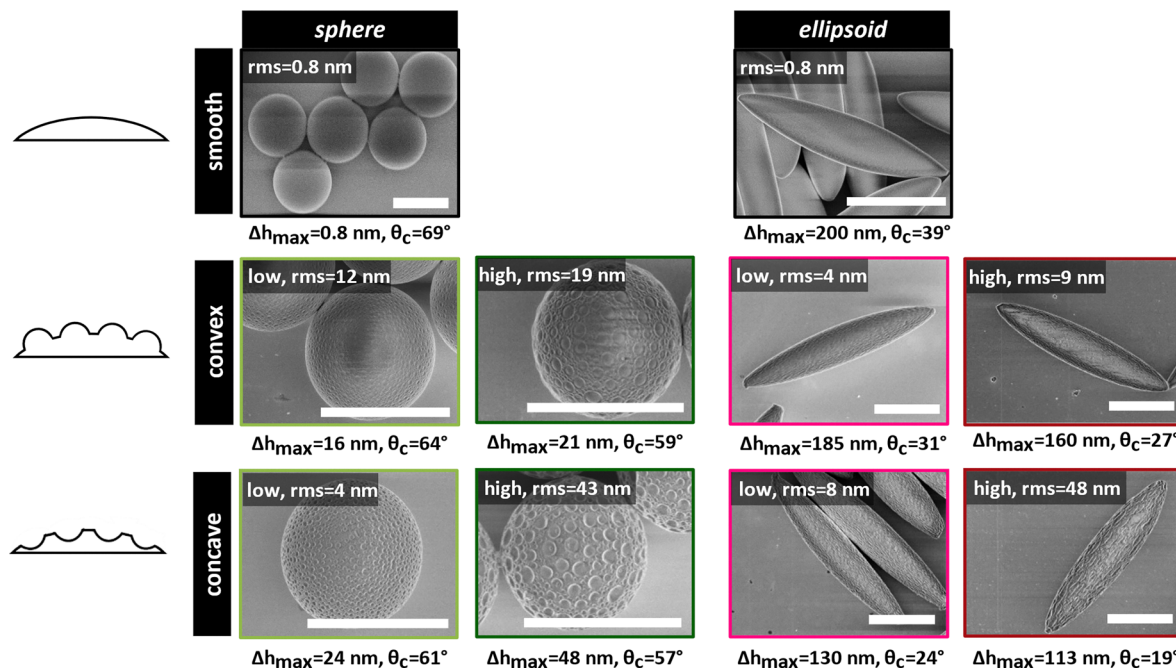 sphere
ellipsoid
smooth
rms=0.8 nm
rms=0.8 nm
Δhmax=0.8 nm, θc=69°
Δhmax=200 nm, θc=39°
convex
low, rms=12 nm
high, rms=19 nm
low, rms=4 nm
high, rms=9 nm
Δhmax=16 nm, θc=64°
Δhmax=21 nm, θc=59°
Δhmax=185 nm, θc=31°
Δhmax=160 nm, θc=27°
concave
low, rms=4 nm
high, rms=43 nm
low, rms=8 nm
high, rms=48 nm
Δhmax=24 nm, θc=61°
Δhmax=48 nm, θc=57°
Δhmax=130 nm, θc=24°
Δhmax=113 nm, θc=19°